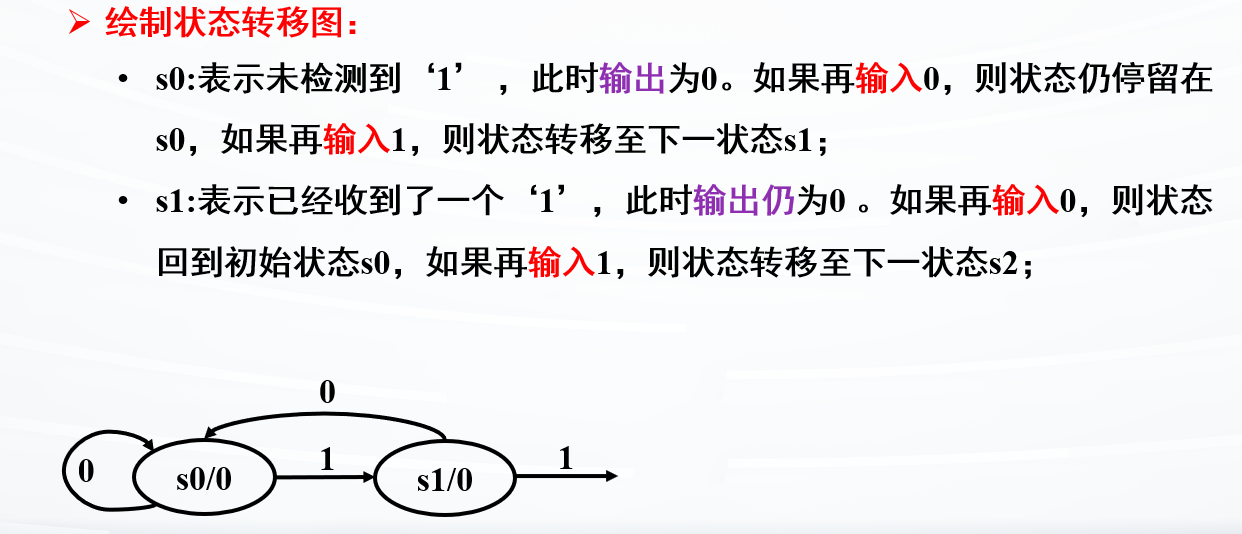 ➢ 绘制状态转移图：
• s0:表示未检测到‘1’，此时输出为0。如果再输入0，则状态仍停留在
s0，如果再输入1，则状态转移至下一状态s1；
• s1:表示已经收到了一个‘1’，此时输出仍为0 。如果再输入0，则状态
回到初始状态s0，如果再输入1，则状态转移至下一状态s2；
0
0
s0/0
1
s1/0
1